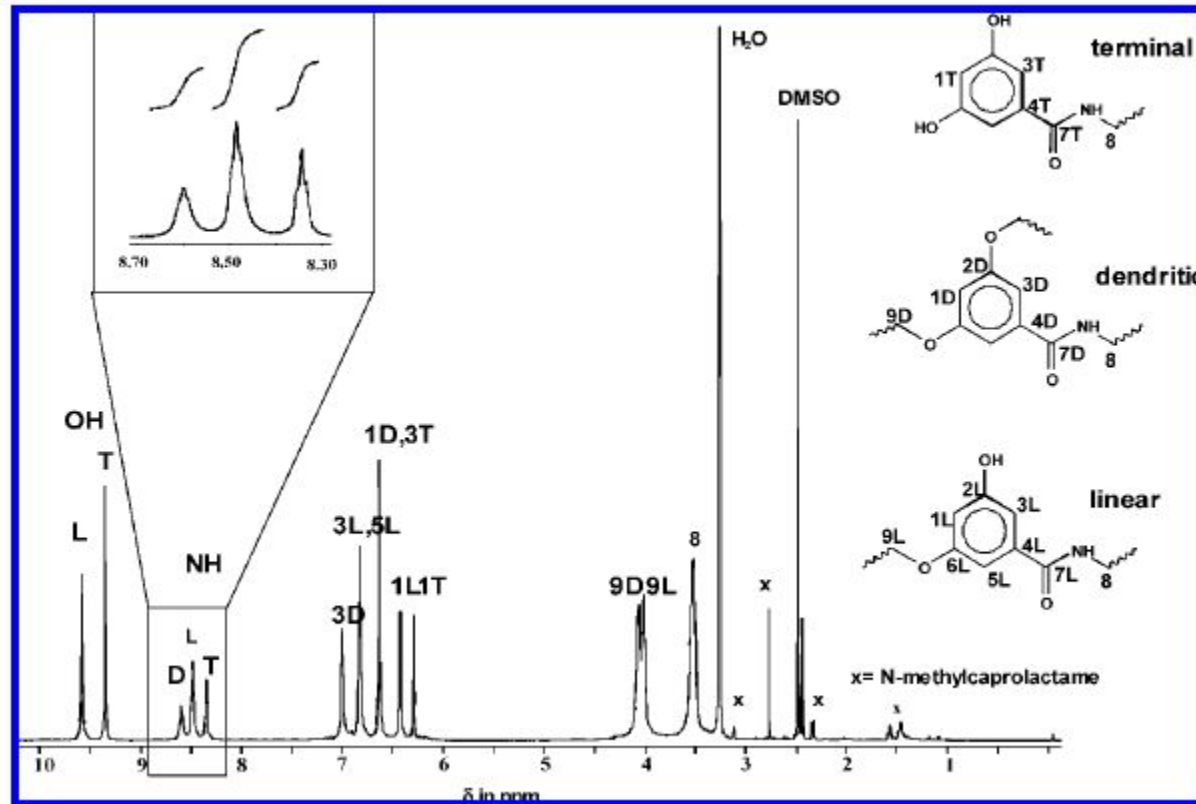 H₂O
OH
terminal
1T
3T
DMSO
4T
NH
HO
7T
8
O
8.70
8.50
8.30
O
2D
dendritic
1D
3D
9D
4D
NH
O
7D
8
O
OH
T
1D,3T
OH
2L
linear
L
3L,5L
1L
3L
NH
8
9L
4L
NH
1L1T
9D9L
x
O
6L
5L
7L
8
3D
O
L
D
T
x= N-methylcaprolactame
x
x
x
10
9
8
7
6
5
4
3
2
1
δ in ppm